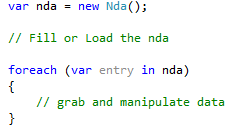 var nda = new Nda();
// Fill or Load the nda
foreach (var entry in nda)
{
// grab and manipulate data
}